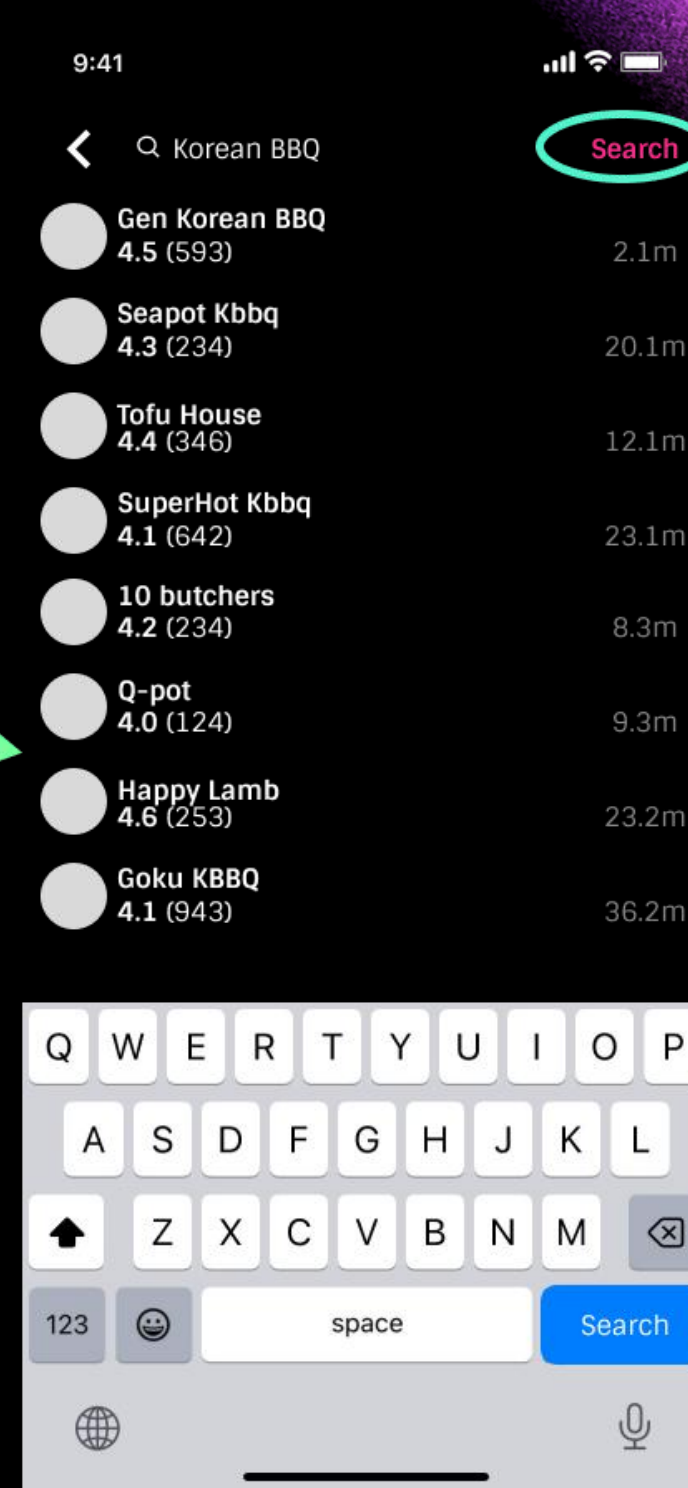 9:41
Korean BBQ Search
Gen Korean BBQ
4.5 (593) 2.1m
Seapot Kbbq
4.3 (234) 20.1m
Tofu House
4.4 (346) 12.1m
SuperHot Kbbq
4.1 (642) 23.1m
10 butchers
4.2 (234) 8.3m
Q-pot
4.0 (124) 9.3m
Happy Lamb
4.6 (253) 23.2m
Goku KBBQ
4.1 (943) 36.2m
Q W E R T Y U I O P
A S D F G H J K L
Z X C V B N M
123 space Search